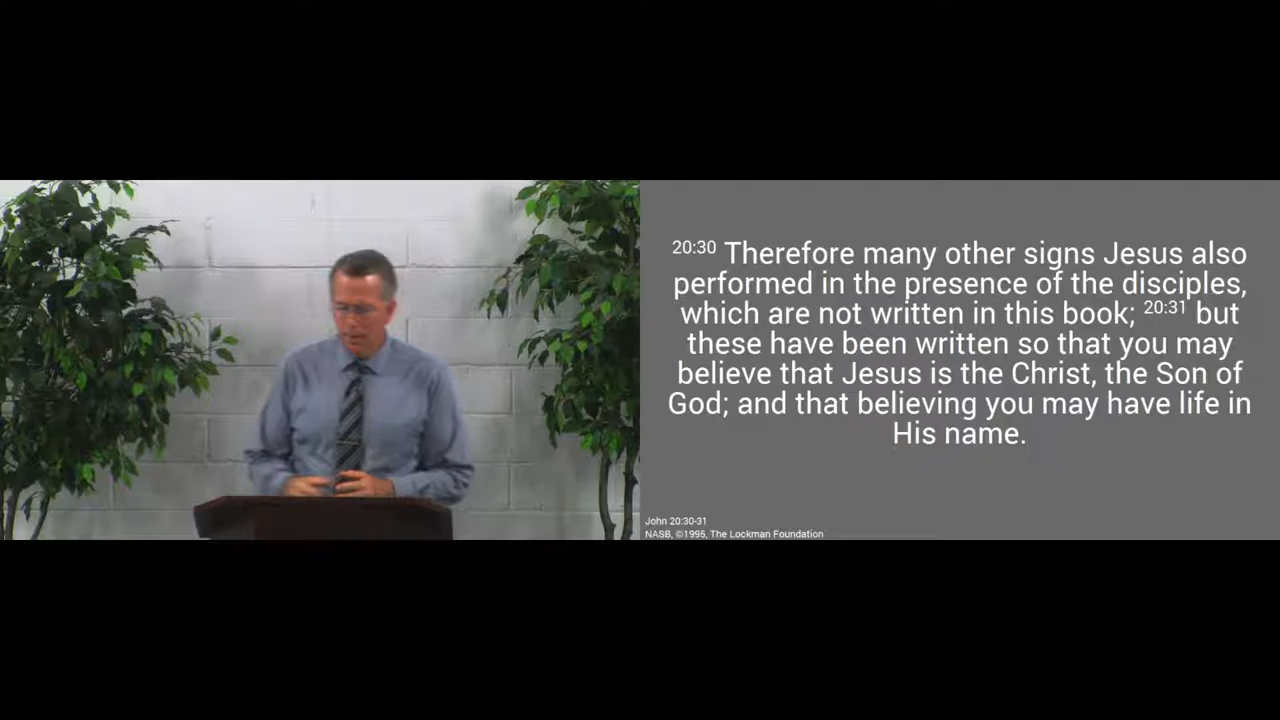 20:30 Therefore many other signs Jesus also
performed in the presence of the disciples,
which are not written in this book; 20:31 but
these have been written so that you may
believe that Jesus is the Christ, the Son of
God; and that believing you may have life in
His name.
John 20:30-31
NASB, ©1995, The Lockman Foundation